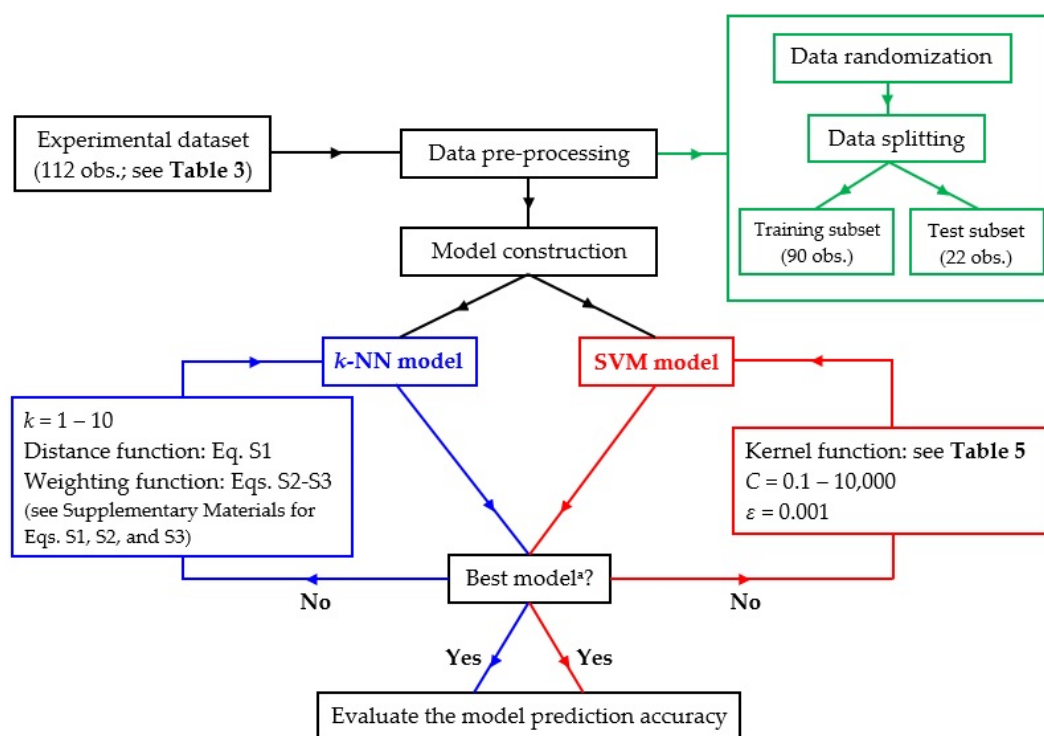 Data randomization
Experimental dataset
(112 obs.; see Table 3)
Data pre-processing
Data splitting
Training subset
(90 obs.)
Test subset
(22 obs.)
Model construction
k-NN model
SVM model
k = 1 – 10
Distance function: Eq. S1
Weighting function: Eqs. S2-S3
(see Supplementary Materials for
Eqs. S1, S2, and S3)
Kernel function: see Table 5
C = 0.1 – 10,000
ε = 0.001
Best modelᵃ?
No
No
Yes
Yes
Evaluate the model prediction accuracy